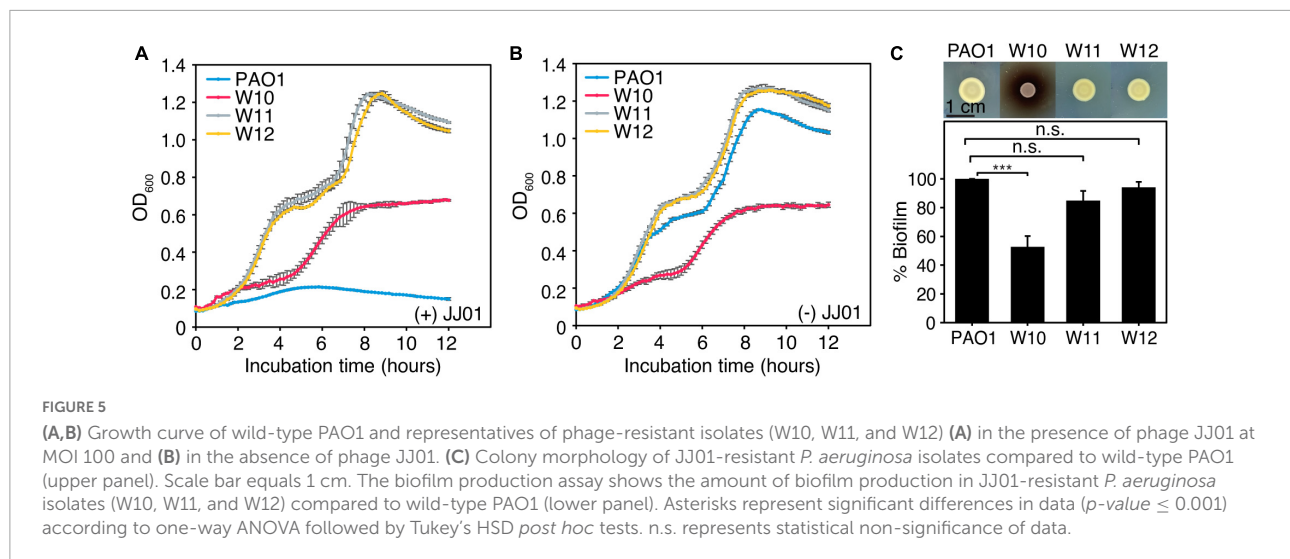 A
1.4
1.2
1.0
0.8
0.6
0.4
0.2
0
OD600
PAO1
W10
W11
W12
(+) JJ01
0 2 4 6 8 10 12
Incubation time (hours)
B
1.4
1.2
1.0
0.8
0.6
0.4
0.2
0
OD600
PAO1
W10
W11
W12
(-) JJ01
0 2 4 6 8 10 12
Incubation time (hours)
C
PAO1 W10 W11 W12
1 cm
n.s.
n.s.
***
100
80
60
40
20
0
% Biofilm
PAO1 W10 W11 W12
FIGURE 5
(A,B) Growth curve of wild-type PAO1 and representatives of phage-resistant isolates (W10, W11, and W12) (A) in the presence of phage JJ01 at
MOI 100 and (B) in the absence of phage JJ01. (C) Colony morphology of JJ01-resistant P. aeruginosa isolates compared to wild-type PAO1
(upper panel). Scale bar equals 1 cm. The biofilm production assay shows the amount of biofilm production in JJ01-resistant P. aeruginosa
isolates (W10, W11, and W12) compared to wild-type PAO1 (lower panel). Asterisks represent significant differences in data (p-value ≤ 0.001)
according to one-way ANOVA followed by Tukey's HSD post hoc tests. n.s. represents statistical non-significance of data.